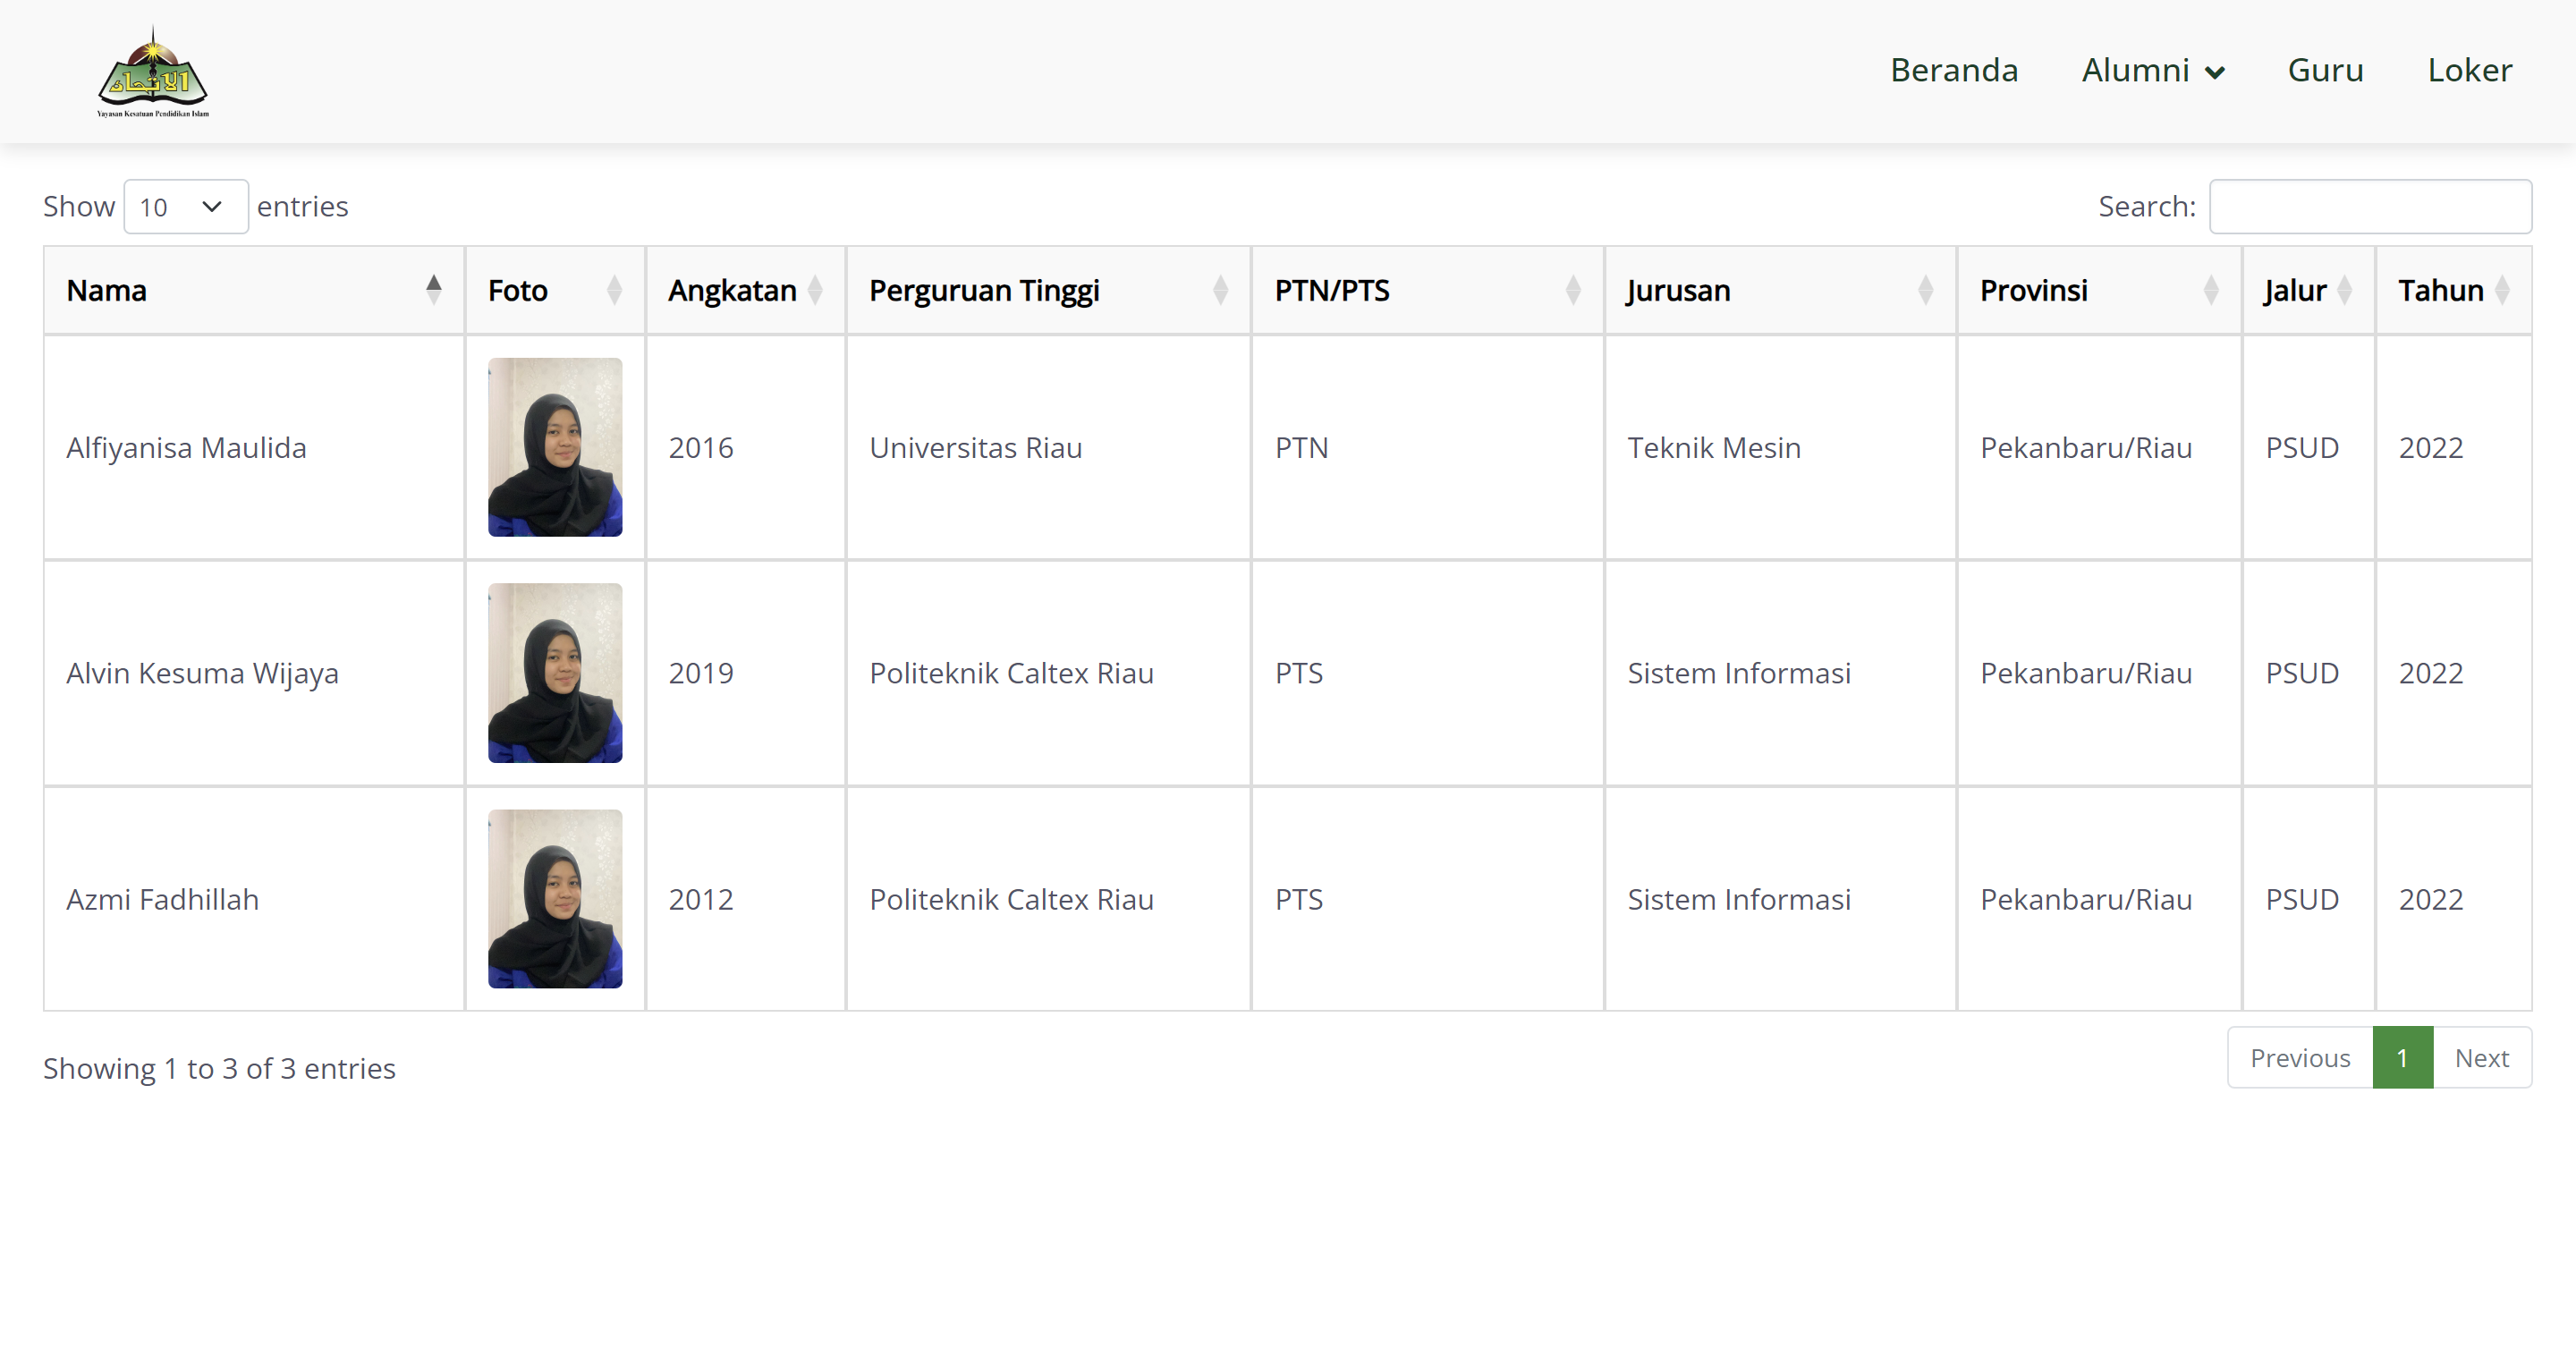 الاتحاد
Yayasan Kesatuan Pendidikan Islam
Beranda Alumni Guru Loker
Show 10 entries Search:
Nama Foto Angkatan Perguruan Tinggi PTN/PTS Jurusan Provinsi Jalur Tahun
Alfiyanisa Maulida 2016 Universitas Riau PTN Teknik Mesin Pekanbaru/Riau PSUD 2022
Alvin Kesuma Wijaya 2019 Politeknik Caltex Riau PTS Sistem Informasi Pekanbaru/Riau PSUD 2022
Azmi Fadhillah 2012 Politeknik Caltex Riau PTS Sistem Informasi Pekanbaru/Riau PSUD 2022
Showing 1 to 3 of 3 entries
Previous 1 Next